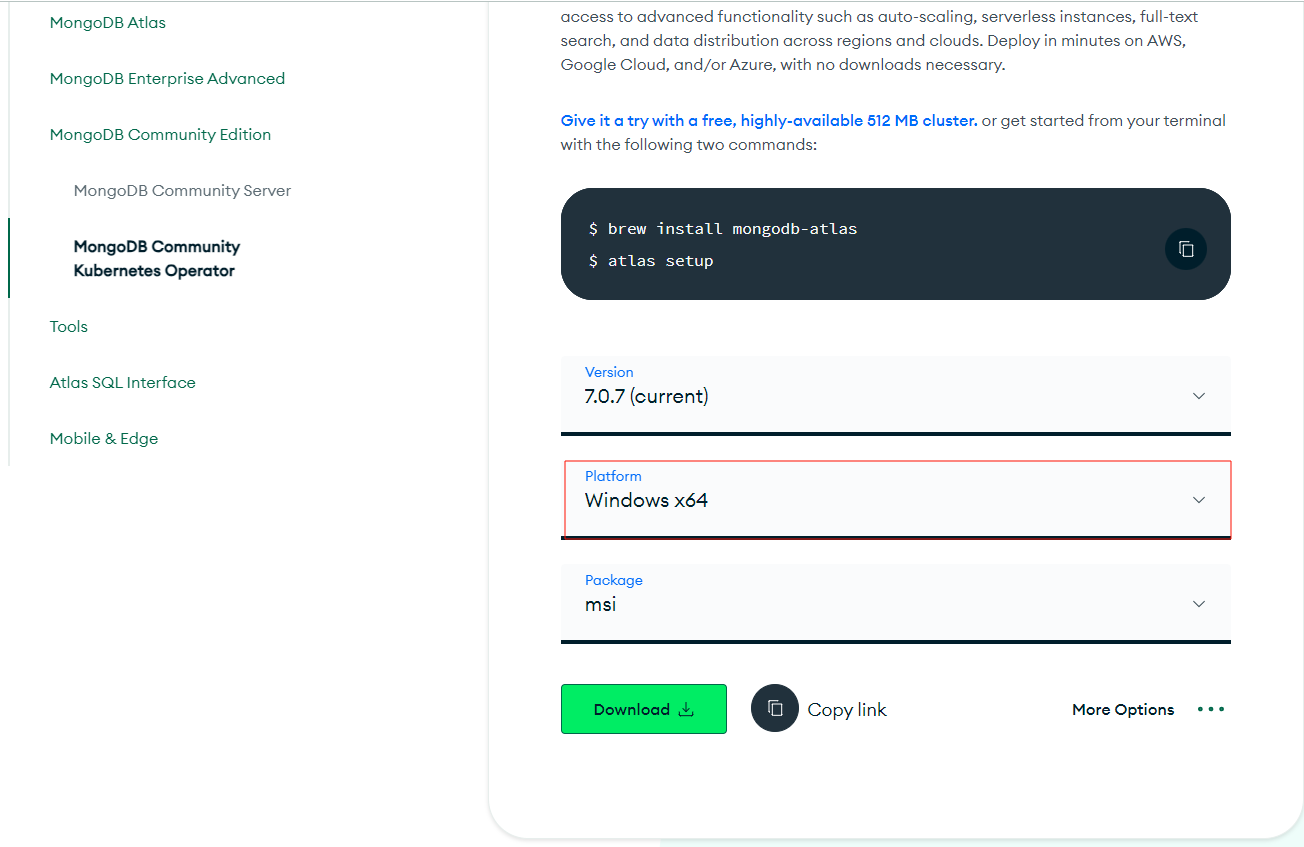 MongoDB Atlas
MongoDB Enterprise Advanced
MongoDB Community Edition
MongoDB Community Server
MongoDB Community
Kubernetes Operator
Tools
Atlas SQL Interface
Mobile & Edge
access to advanced functionality such as auto-scaling, serverless instances, full-text
search, and data distribution across regions and clouds. Deploy in minutes on AWS,
Google Cloud, and/or Azure, with no downloads necessary.
Give it a try with a free, highly-available 512 MB cluster. or get started from your terminal
with the following two commands:
$ brew install mongodb-atlas
$ atlas setup
Version
7.0.7 (current)
Platform
Windows x64
Package
msi
Download
Copy link
More Options